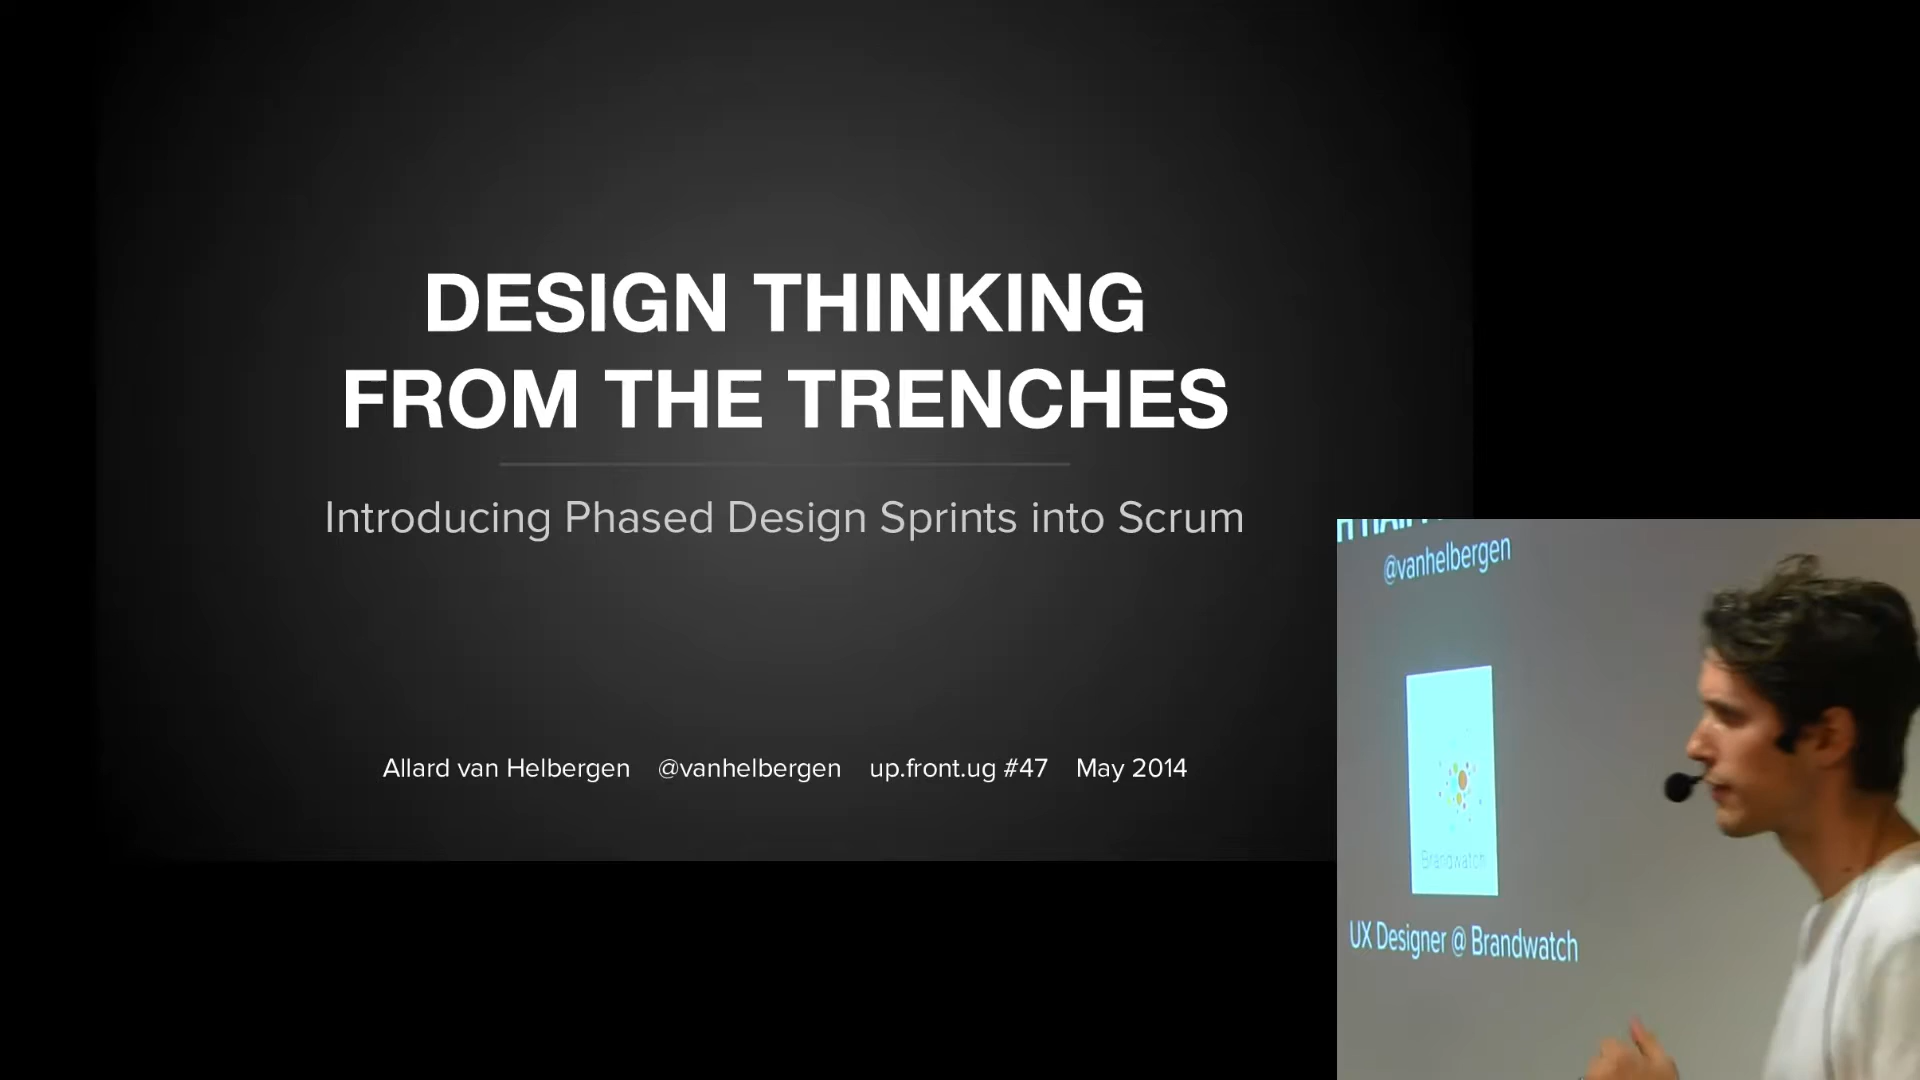 DESIGN THINKING
FROM THE TRENCHES
Introducing Phased Design Sprints into Scrum
Allard van Helbergen @vanhelbergen up.front.ug #47 May 2014
@vanhelbergen
Brandwatch
UX Designer @ Brandwatch